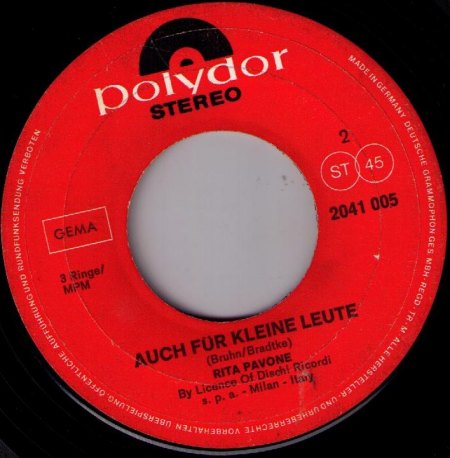 polydor
STEREO
2
ST 45
2041 005
GEMA
3 Ringe/
MPM
AUCH FÜR KLEINE LEUTE
(Bruhn/Bradtke)
RITA PAVONE
By Licence Of Dischi Ricordi
s. p. a. - Milan - Italy
MADE IN GERMANY DEUTSCHE GRAMMOPHON GES MBH REGD. TR. M. ALLE HERSTELLER- UND URHEBERRECHTE VORBEHALTEN ÜBERSPIELUNG, ÖFFENTLICHE AUFFÜHRUNG UND RUNDFUNKSENDUNG VERBOTEN